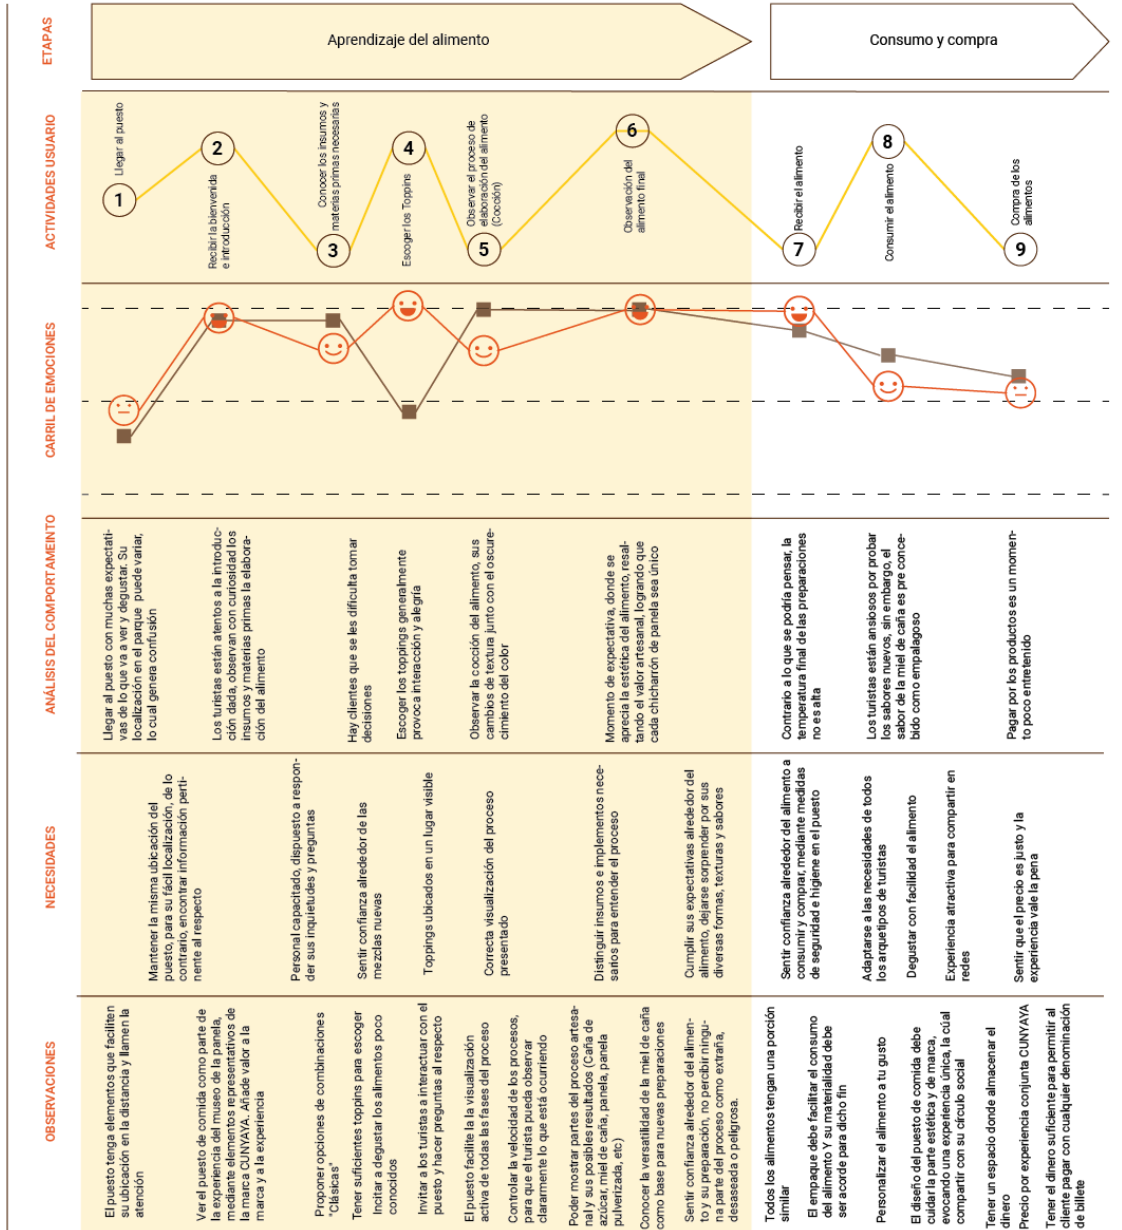 ETAPAS
Aprendizaje del alimento
Consumo y compra
ACTIVIDADES USUARIO
1
Llegar al puesto
2
Recibir la bienvenida
e introducción
3
Conocer los insumos y
materias primas necesarias
4
Escoger los Toppins
5
Observar el proceso de
elaboración del alimento
(Cocción)
6
Observación del
alimento final
7
Recibir el alimento
8
Consumir el alimento
9
Compra de los
alimentos
CARRIL DE EMOCIONES
ANÁLISIS DEL COMPORTAMEINTO
Llegar al puesto con muchas expectati-
vas de lo que va a ver y degustar. Su
localización en el parque puede variar,
lo cual genera confusión
Los turistas están atentos a la introduc-
ción dada, observan con curiosidad los
insumos y materias primas la elabora-
ción del alimento
Hay clientes que se les dificulta tomar
decisiones
Escoger los toppings generalmente
provoca interacción y alegría
Observar la cocción del alimento, sus
cambios de textura junto con el oscure-
cimiento del color
Momento de expectativa, donde se
aprecia la estética del alimento, resal-
tando el valor artesanal, logrando que
cada chicharrón de panela sea único
Contrario a lo que se podría pensar, la
temperatura final de las preparaciones
no es alta
Los turistas están ansiosos por probar
los sabores nuevos, sin embargo, el
sabor de la miel de caña es pre conce-
bido como empalagoso
Pagar por los productos es un momen-
to poco entretenido
NECESIDADES
Mantener la misma ubicación del
puesto, para su fácil localización, de lo
contrario, encontrar información perti-
nente al respecto
Personal capacitado, dispuesto a respon-
der sus inquietudes y preguntas
Sentir confianza alrededor de las
mezclas nuevas
Toppings ubicados en un lugar visible
Correcta visualización del proceso
presentado
Distinguir insumos e implementos nece-
sarios para entender el proceso
Cumplir sus expectativas alrededor del
alimento, dejarse sorprender por sus
diversas formas, texturas y sabores
Sentir confianza alrededor del alimento a
consumir y comprar, mediante medidas
de seguridad e higiene en el puesto
Adaptarse a las necesidades de todos
los arquetipos de turistas
Degustar con facilidad el alimento
Experiencia atractiva para compartir en
redes
Sentir que el precio es justo y la
experiencia vale la pena
OBSERVACIONES
El puesto tenga elementos que faciliten
su ubicación en la distancia y llamen la
atención
Ver el puesto de comida como parte de
la experiencia del museo de la panela,
mediante elementos representativos de
la marca CUNYAYA. Añade valor a la
marca y a la experiencia
Proponer opciones de combinaciones
"Clásicas"
Tener suficientes toppins para escoger
Incitar a degustar los alimentos poco
conocidos
Invitar a los turistas a interactuar con el
puesto y hacer preguntas al respecto
El puesto facilite la visualización
activa de todas las fases del proceso
Controlar la velocidad de los procesos,
para que el turista pueda observar
clararmente lo que está ocurriendo
Poder mostrar partes del proceso artesa-
nal y sus posibles resultados (Caña de
azúcar, miel de caña, panela, panela
pulverizada, etc)
Conocer la versatilidad de la miel de caña
como base para nuevas preparaciones
Sentir confianza alrededor del alimen-
to y su preparación, no percibir ningu-
na parte del proceso como extraña,
desaseada o peligrosa.
Todos los alimentos tengan una porción
similar
El empaque debe facilitar el consumo
del alimento Y su materialidad debe
ser acorde para dicho fin
Personalizar el alimento a tu gusto
El diseño del puesto de comida debe
cuidar la parte estética y de marca,
evocando una experiencia única, la cúal
compartir con su círculo social
Tener un espacio donde almacenar el
dinero
Precio por experiencia conjunta CUNYAYA
Tener el dinero suficiente para permitir al
cliente pagar con cualquier denominación
de billete